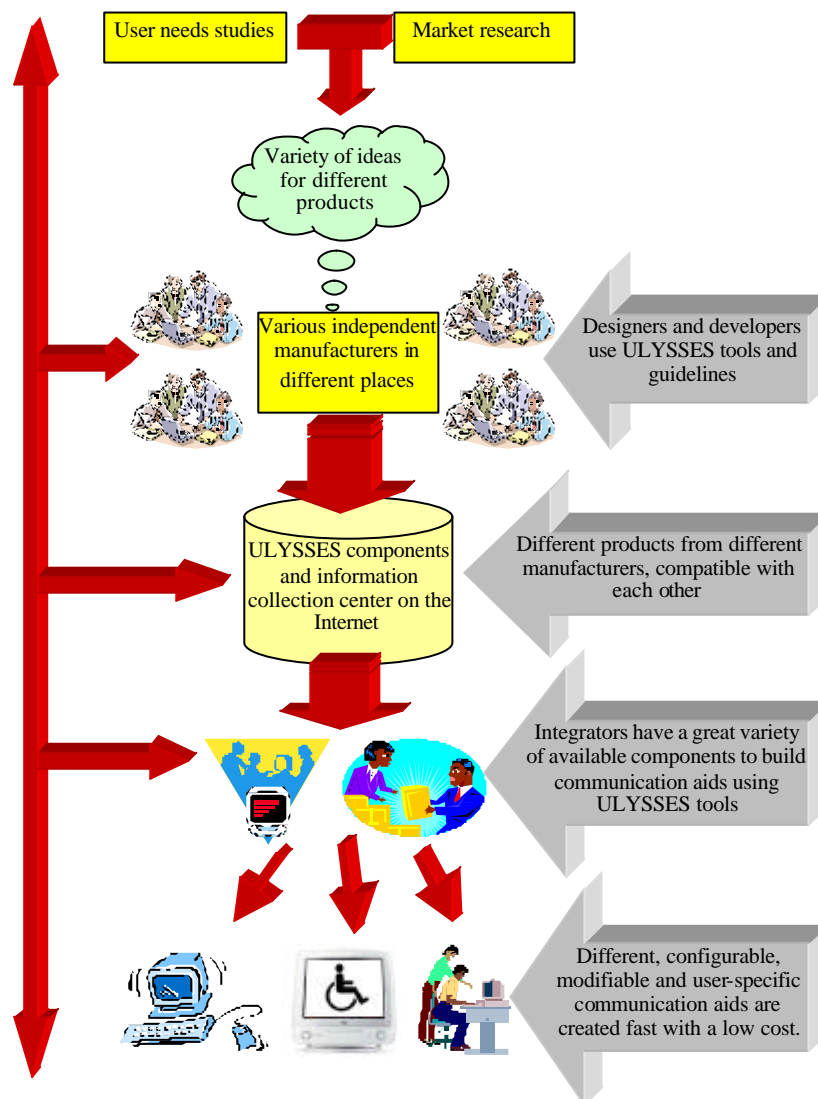 User needs studies
Market research
Variety of ideas
for different
products
Various independent
manufacturers in
different places
Designers and developers
use ULYSSES tools and
guidelines
ULYSSES components
and information
collection center on the
Internet
Different products from different
manufacturers, compatible with
each other
Integrators have a great variety
of available components to build
communication aids using
ULYSSES tools
Different, configurable,
modifiable and user-specific
communication aids are
created fast with a low cost.